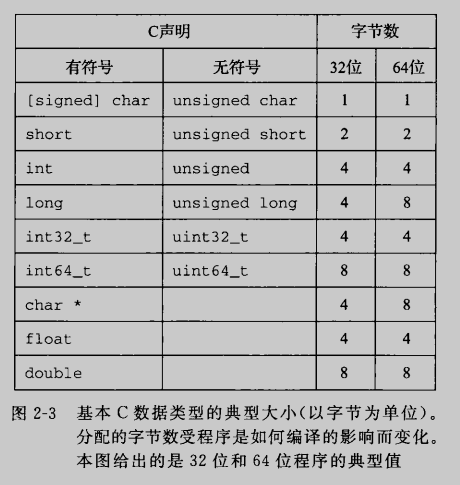 C声明 字节数
有符号 无符号 32位 64位
[signed] char unsigned char 1 1
short unsigned short 2 2
int unsigned 4 4
long unsigned long 4 8
int32_t uint32_t 4 4
int64_t uint64_t 8 8
char * 4 8
float 4 4
double 8 8
图 2-3 基本 C 数据类型的典型大小(以字节为单位)。
分配的字节数受程序是如何编译的影响而变化。
本图给出的是 32 位和 64 位程序的典型值